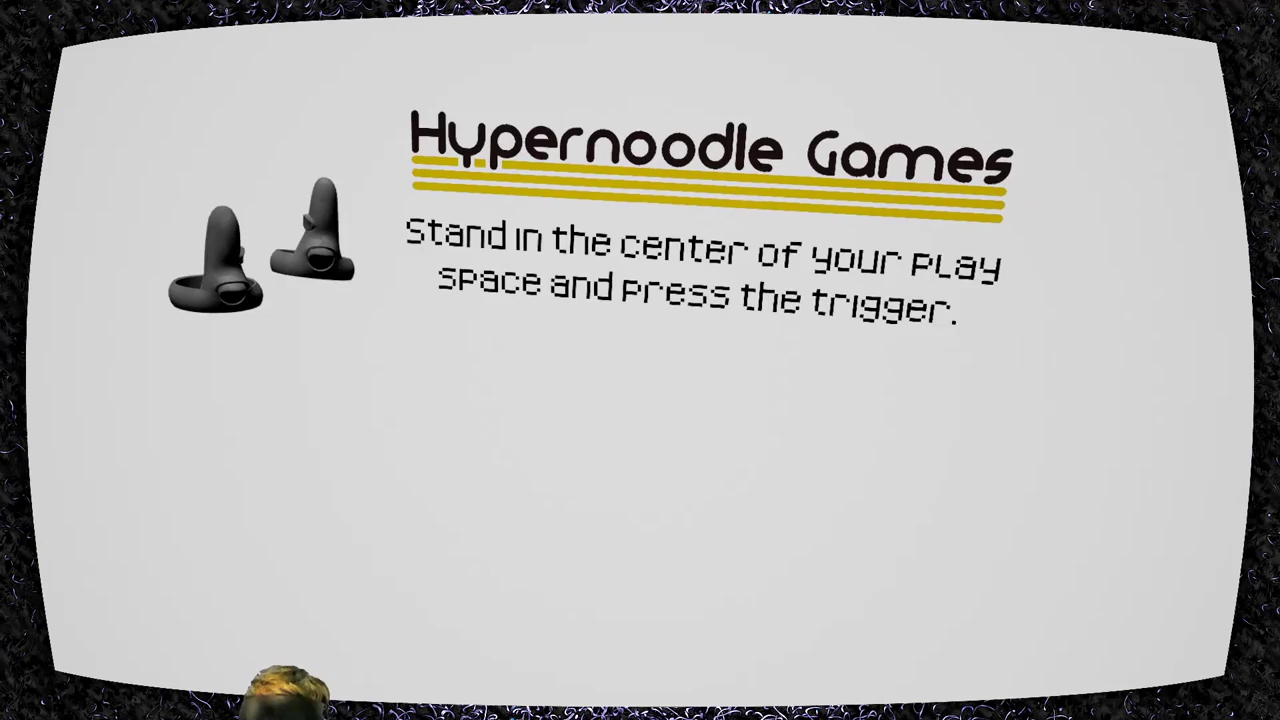 Hypernoodle Games
Stand in the center of your play
space and press the trigger.